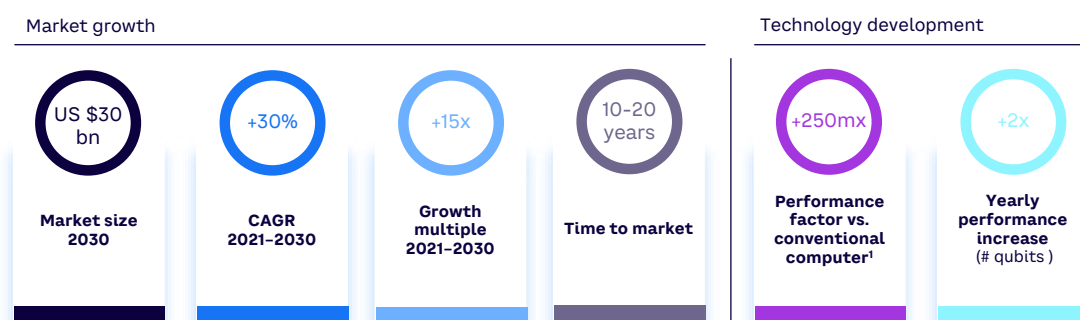 Market growth
Technology development
US $30
bn
+30%
+15x
10-20
years
+250mx
+2x
Market size
2030
CAGR
2021–2030
Growth
multiple
2021–2030
Time to market
Performance
factor vs.
conventional
computer¹
Yearly
performance
increase
(# qubits )